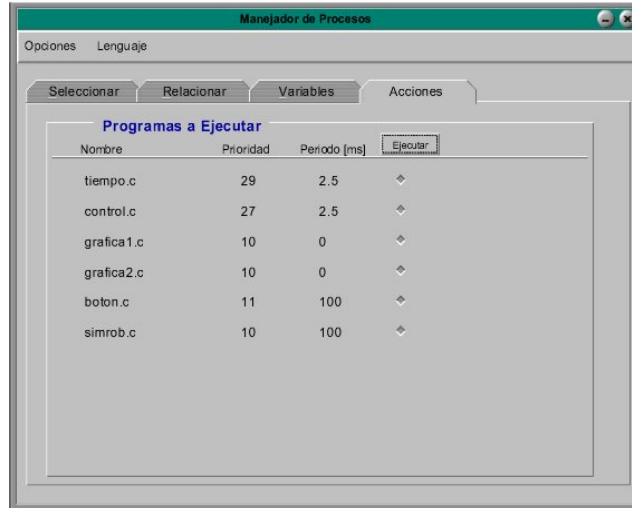 Manejador de Procesos
Opciones Lenguaje
Seleccionar Relacionar Variables Acciones
Programas a Ejecutar
Nombre Prioridad Periodo [ms] Ejecutar
tiempo.c 29 2.5
control.c 27 2.5
grafica1.c 10 0
grafica2.c 10 0
boton.c 11 100
simrob.c 10 100